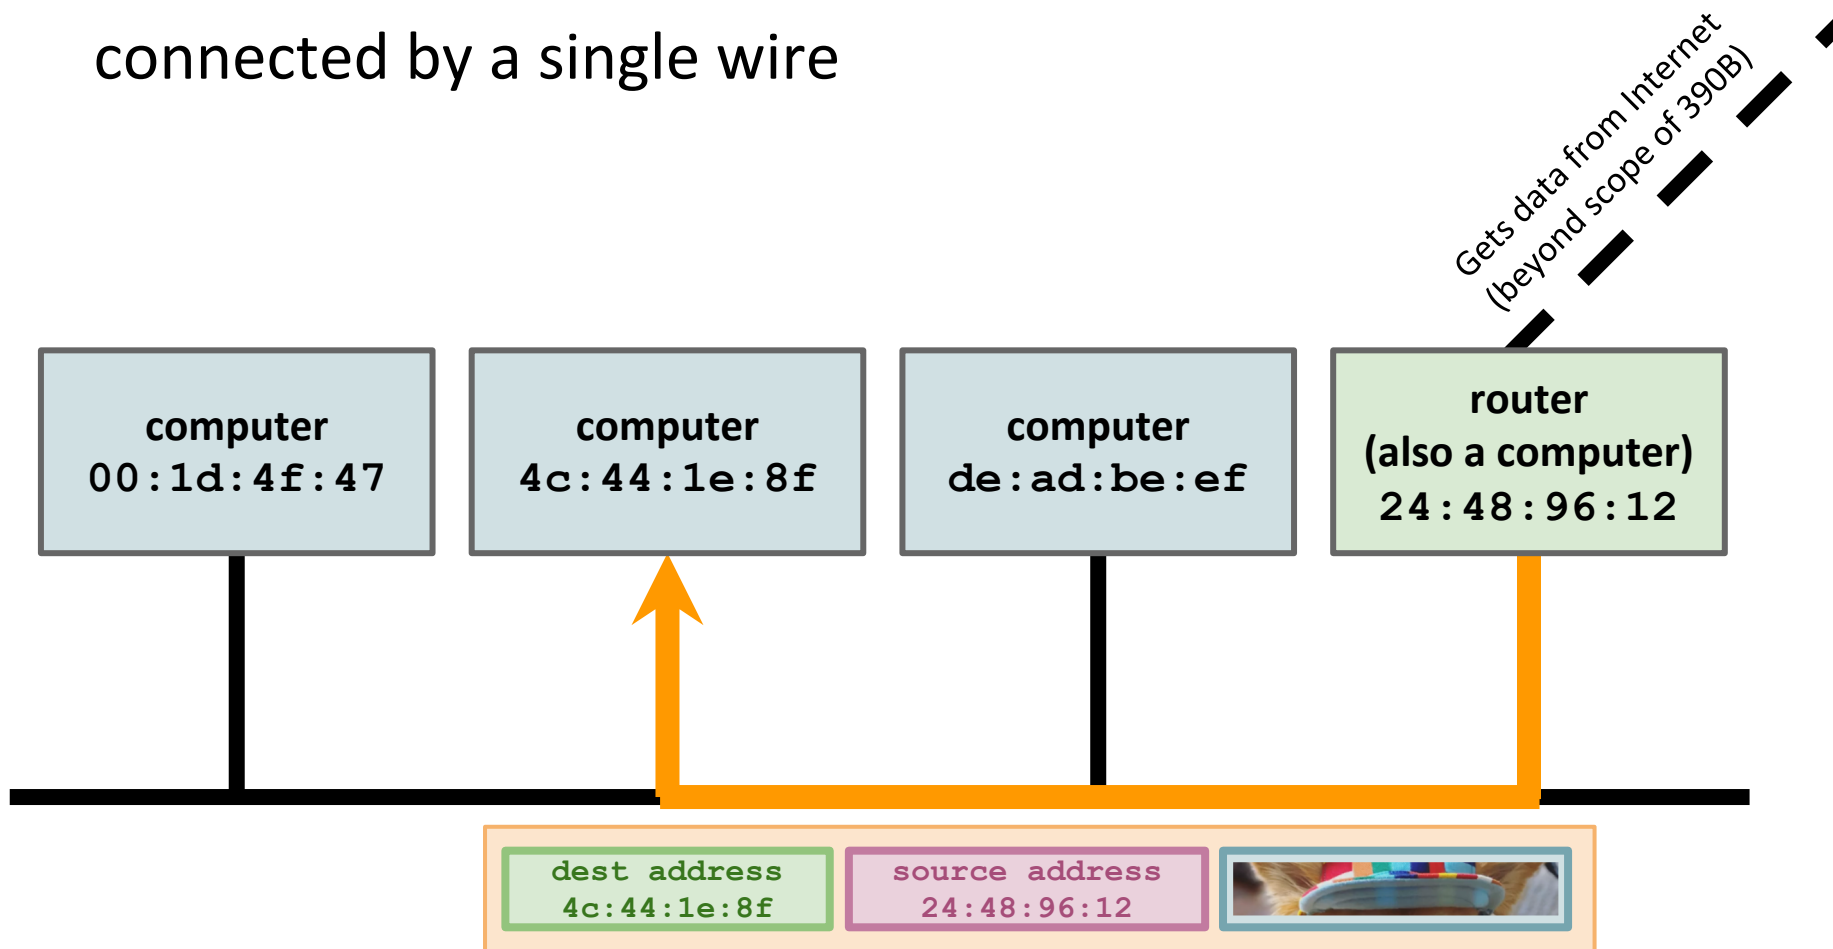 connected by a single wire
Gets data from Internet
(beyond scope of 390B)
computer
00:1d:4f:47
computer
4c:44:1e:8f
computer
de:ad:be:ef
router
(also a computer)
24:48:96:12
dest address
4c:44:1e:8f
source address
24:48:96:12